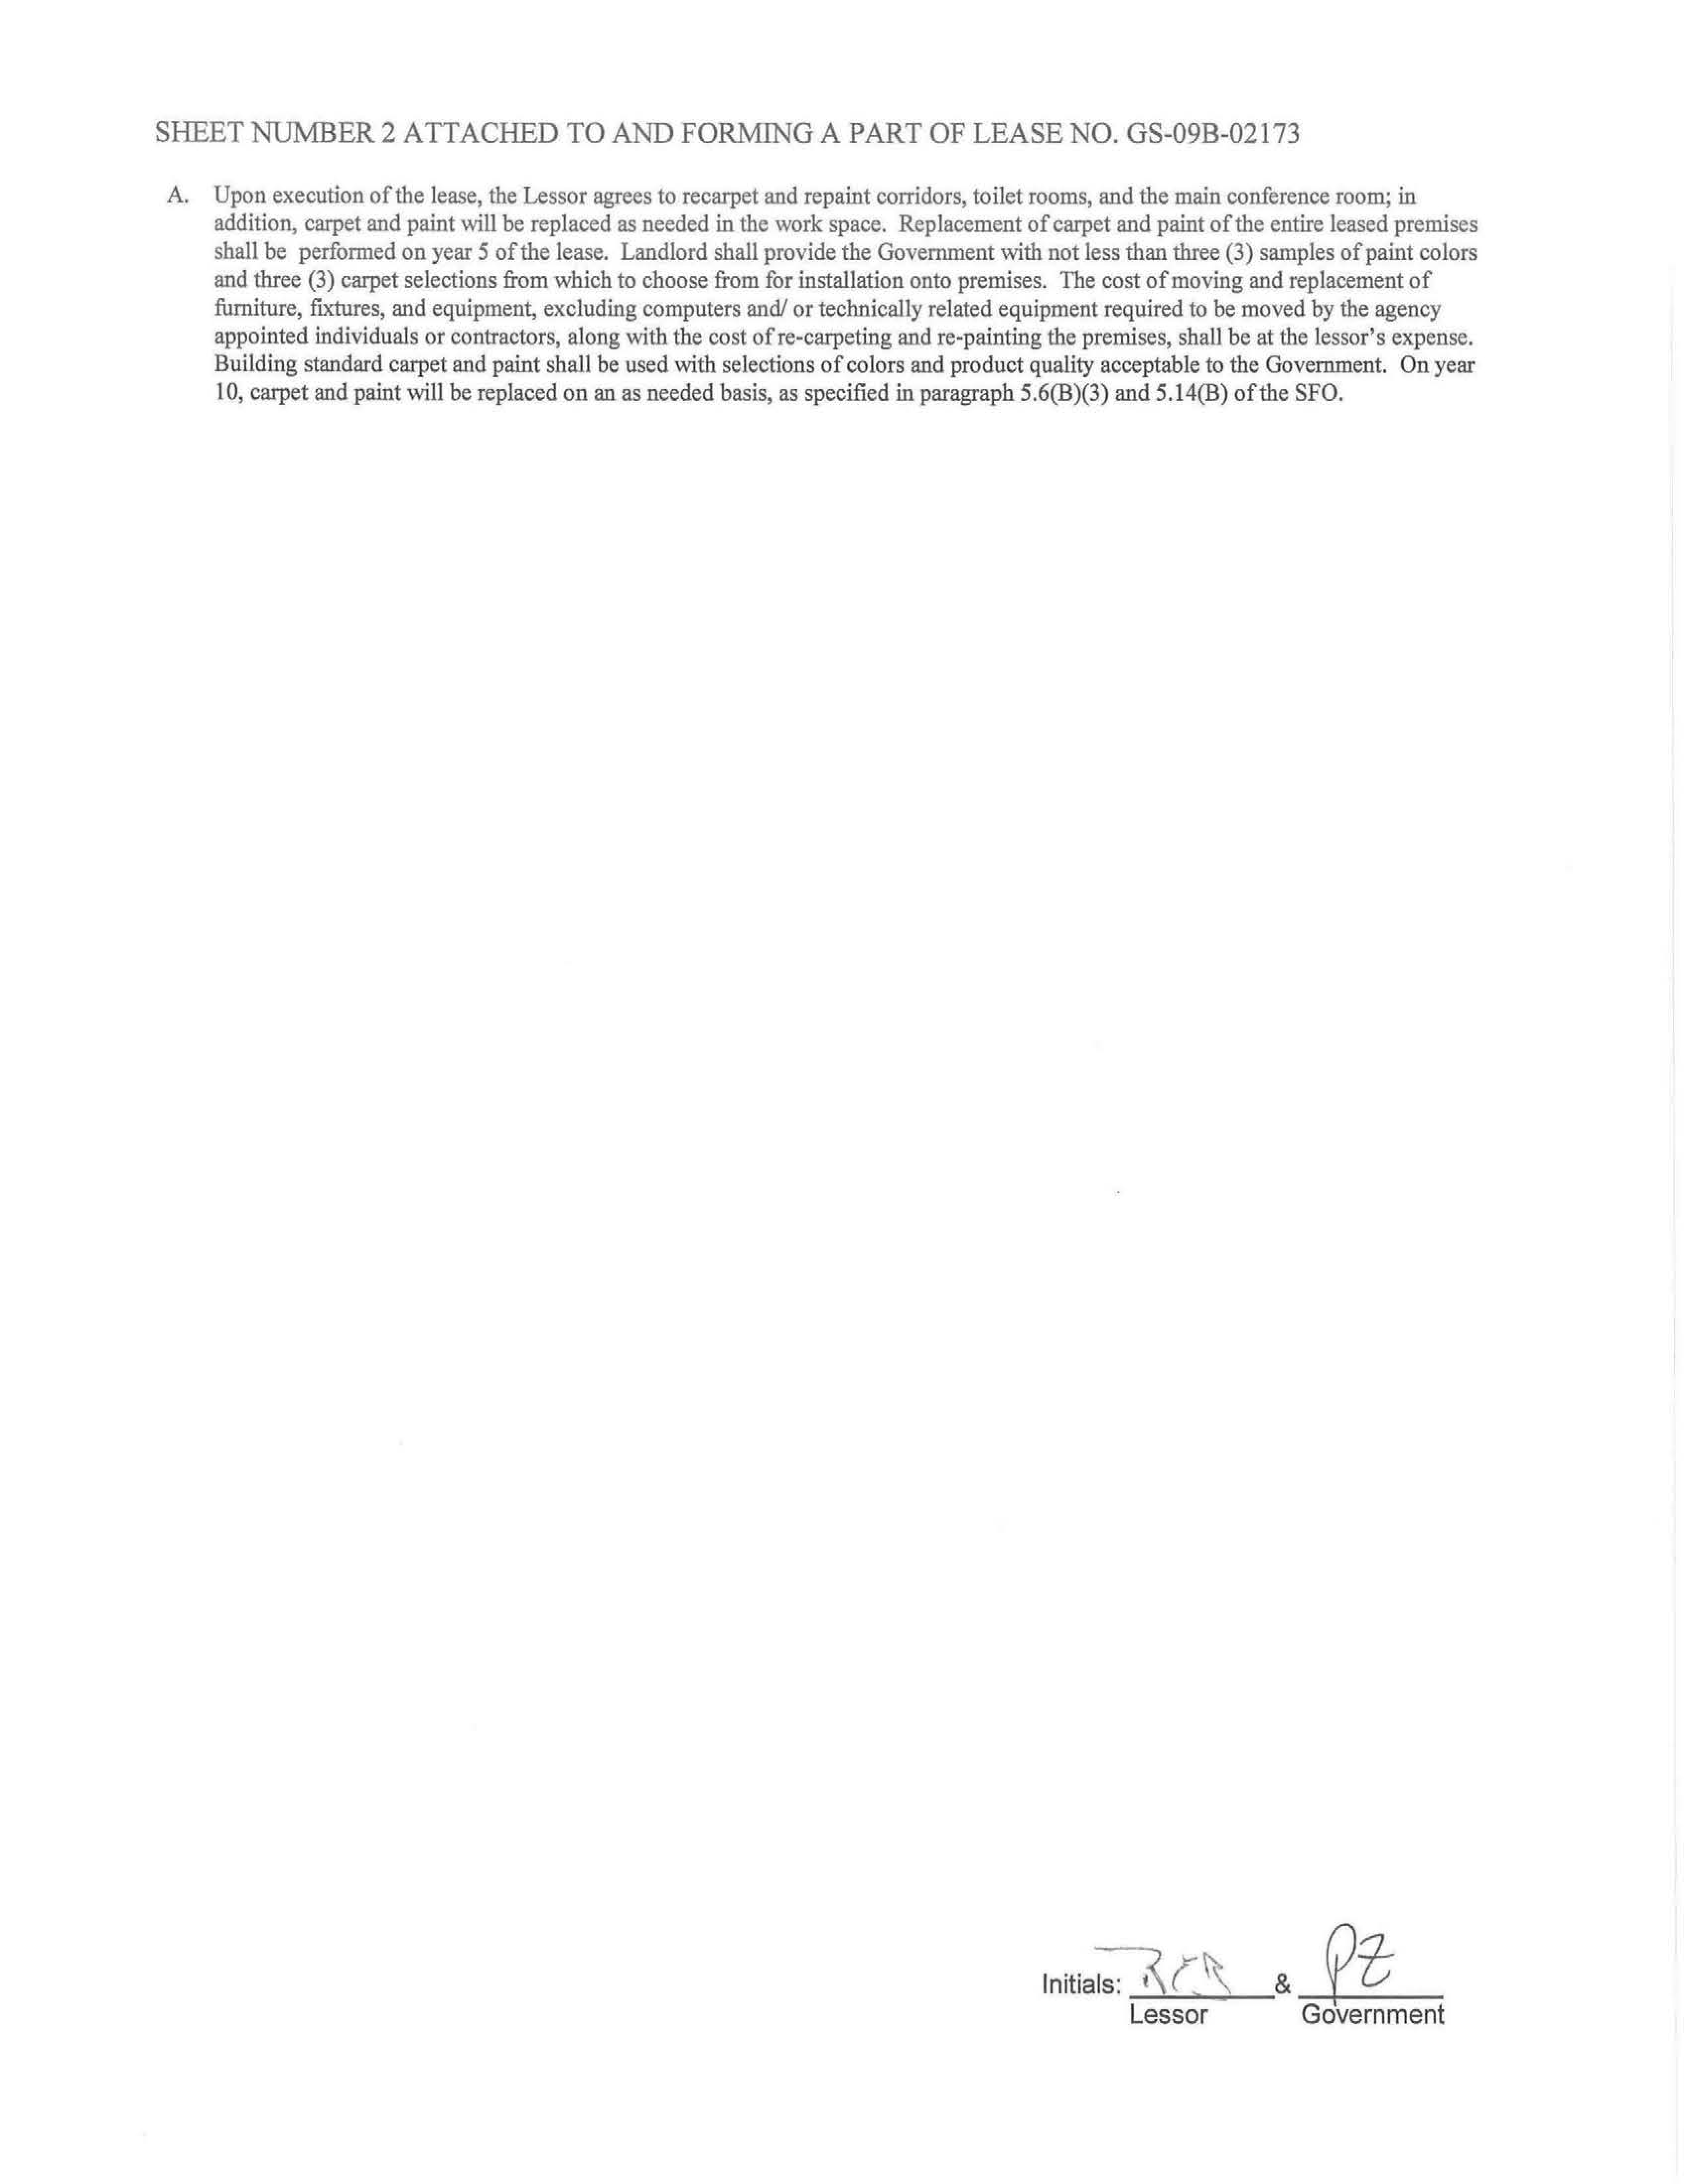 SHEET NUMBER 2 ATTACHED TO AND FORMING A PART OF LEASE NO. GS-09B-02173
A. Upon execution of the lease, the Lessor agrees to recarpet and repaint corridors, toilet rooms, and the main conference room; in
addition, carpet and paint will be replaced as needed in the work space. Replacement of carpet and paint of the entire leased premises
shall be performed on year 5 of the lease. Landlord shall provide the Government with not less than three (3) samples of paint colors
and three (3) carpet selections from which to choose from for installation onto premises. The cost of moving and replacement of
furniture, fixtures, and equipment, excluding computers and/ or technically related equipment required to be moved by the agency
appointed individuals or contractors, along with the cost of re-carpeting and re-painting the premises, shall be at the lessor's expense.
Building standard carpet and paint shall be used with selections of colors and product quality acceptable to the Government. On year
10, carpet and paint will be replaced on an as needed basis, as specified in paragraph 5.6(B)(3) and 5.14(B) of the SFO.
Initials: & PZ
Lessor Government